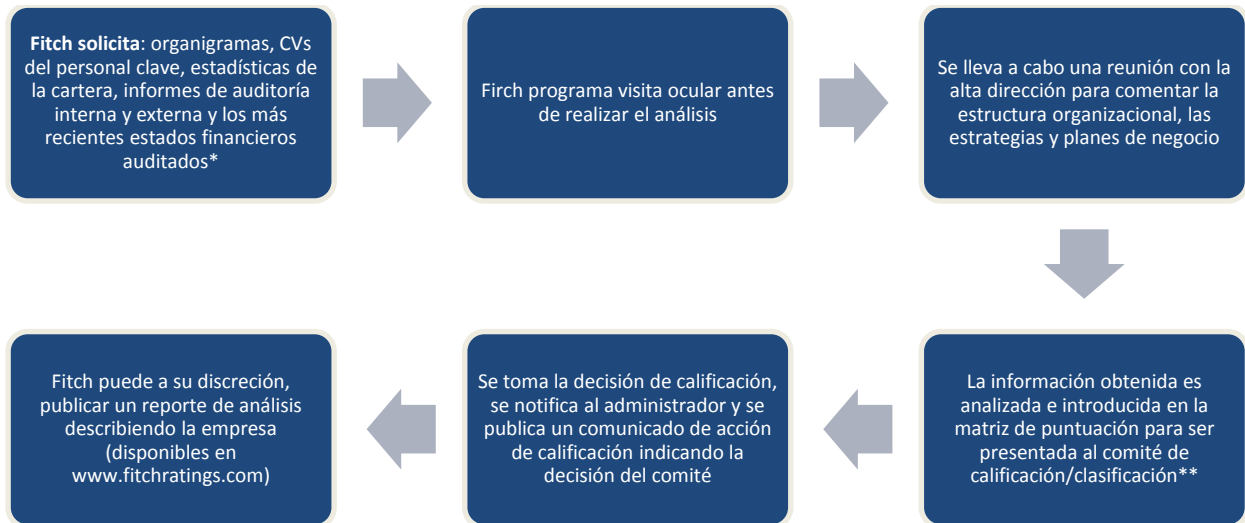 Fitch solicita: organigramas, CVs
del personal clave, estadísticas de
la cartera, informes de auditoría
interna y externa y los más
recientes estados financieros
auditados*
Firch programa visita ocular antes
de realizar el análisis
Se lleva a cabo una reunión con la
alta dirección para comentar la
estructura organizacional, las
estrategias y planes de negocio
La información obtenida es
analizada e introducida en la
matriz de puntuación para ser
presentada al comité de
calificación/clasificación**
Se toma la decisión de calificación,
se notifica al administrador y se
publica un comunicado de acción
de calificación indicando la
decisión del comité
Fitch puede a su discreción,
publicar un reporte de análisis
describiendo la empresa
(disponibles en
www.fitchratings.com)